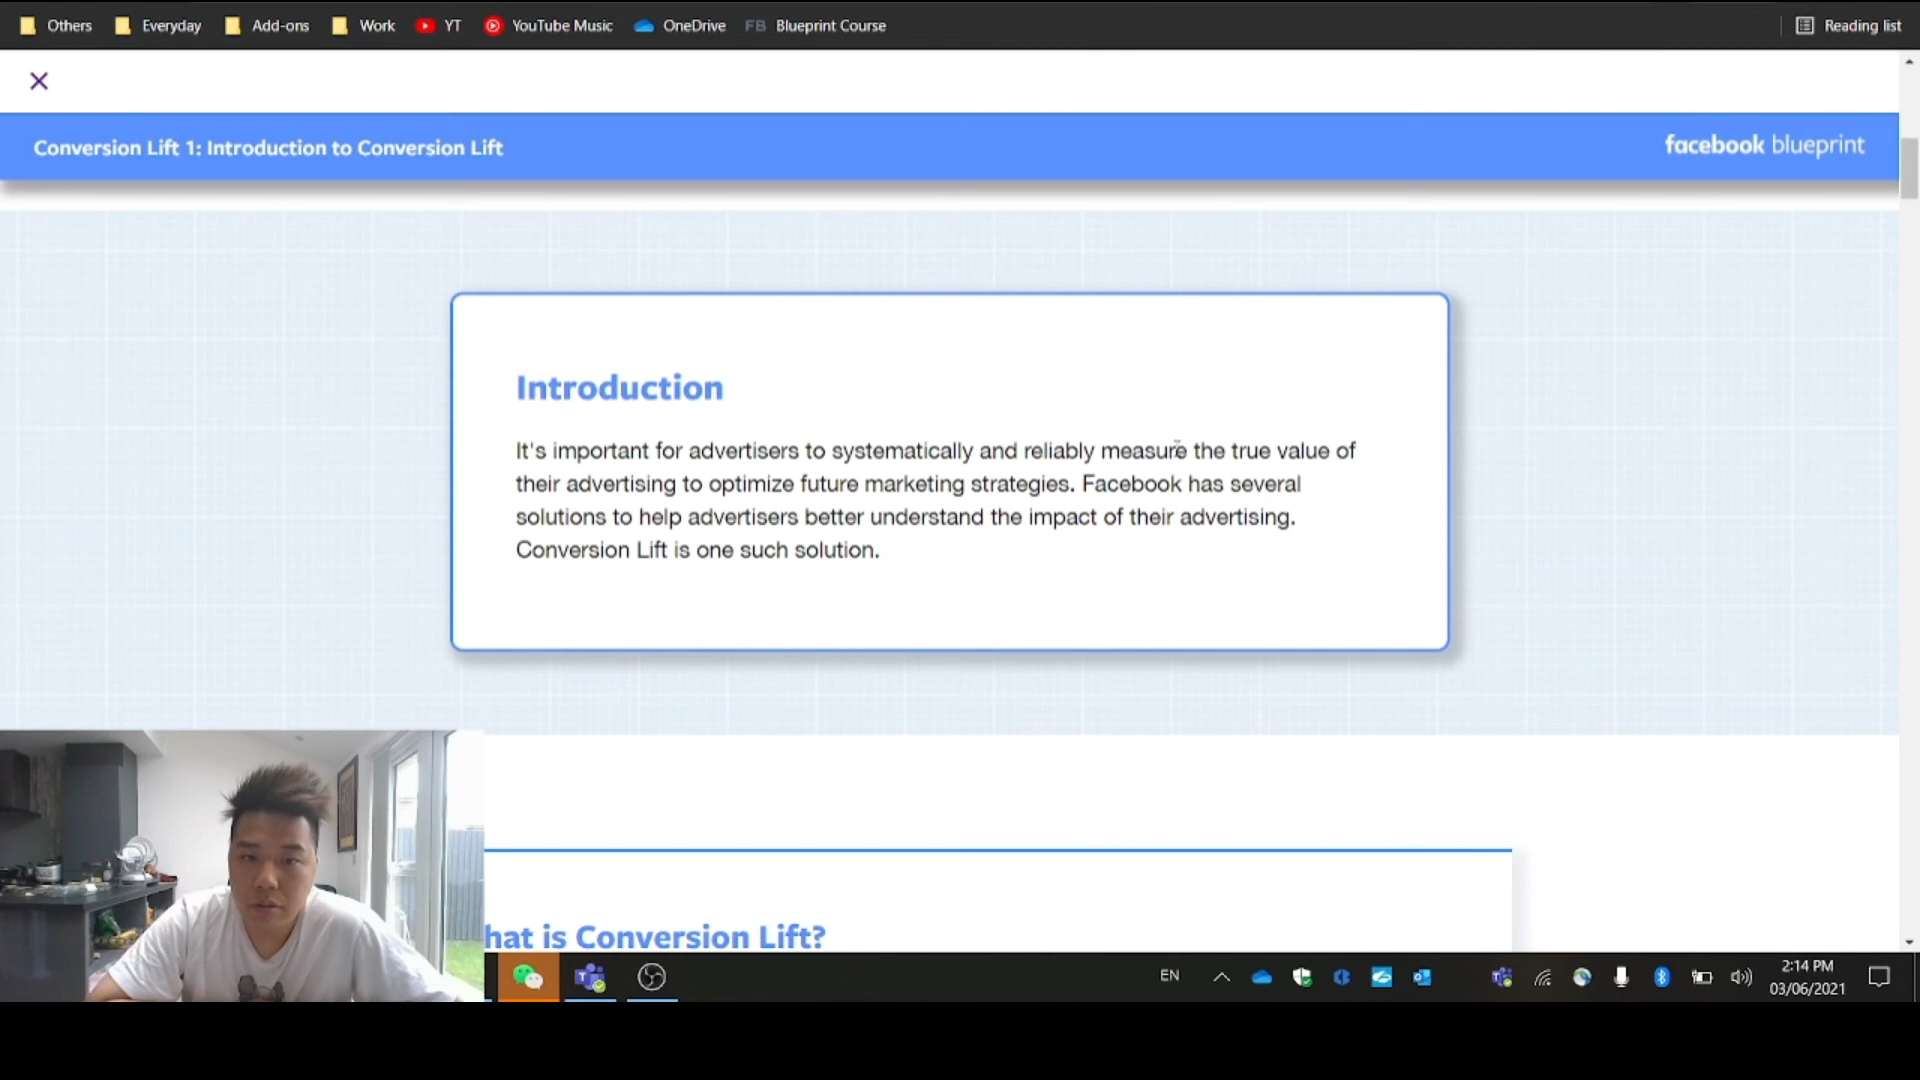 Others Everyday Add-ons Work YT YouTube Music OneDrive FB Blueprint Course Reading list
Conversion Lift 1: Introduction to Conversion Lift
facebook blueprint
Introduction
It's important for advertisers to systematically and reliably measure the true value of
their advertising to optimize future marketing strategies. Facebook has several
solutions to help advertisers better understand the impact of their advertising.
Conversion Lift is one such solution.
hat is Conversion Lift?
EN
2:14 PM
03/06/2021